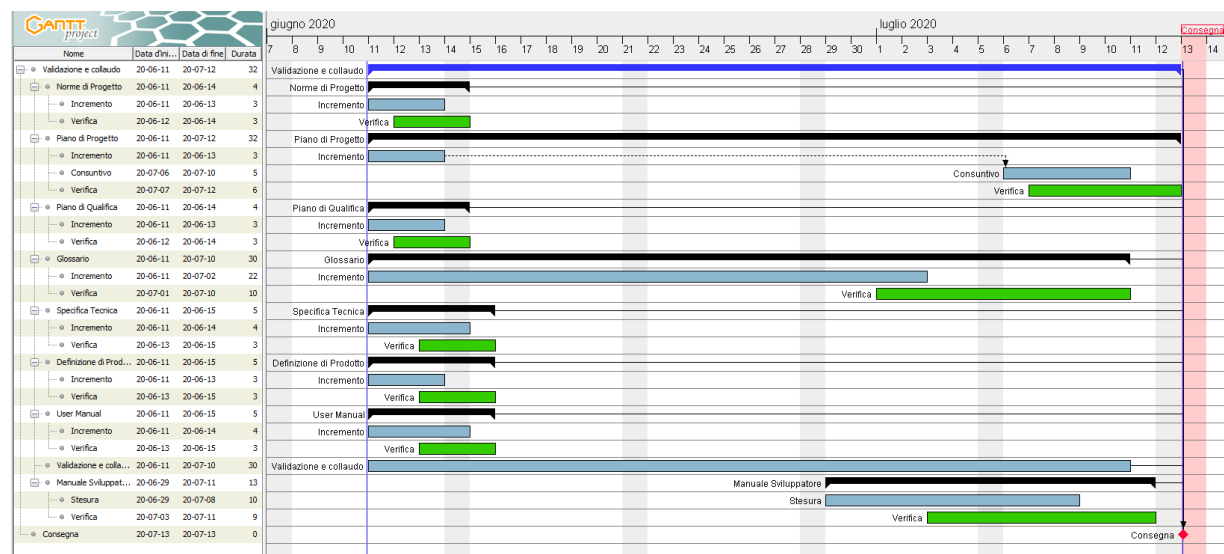 GANTT project
Nome Data d'ini... Data di fine Durata
Validazione e collaudo 20-06-11 20-07-12 32
Norme di Progetto 20-06-11 20-06-14 4
Incremento 20-06-11 20-06-13 3
Verifica 20-06-12 20-06-14 3
Piano di Progetto 20-06-11 20-07-12 32
Incremento 20-06-11 20-06-13 3
Consuntivo 20-07-06 20-07-10 5
Verifica 20-07-07 20-07-12 6
Piano di Qualifica 20-06-11 20-06-14 4
Incremento 20-06-11 20-06-13 3
Verifica 20-06-12 20-06-14 3
Glossario 20-06-11 20-07-10 30
Incremento 20-06-11 20-07-02 22
Verifica 20-07-01 20-07-10 10
Specifica Tecnica 20-06-11 20-06-15 5
Incremento 20-06-11 20-06-14 4
Verifica 20-06-13 20-06-15 3
Definizione di Prod... 20-06-11 20-06-15 5
Incremento 20-06-11 20-06-13 3
Verifica 20-06-13 20-06-15 3
User Manual 20-06-11 20-06-15 5
Incremento 20-06-11 20-06-14 4
Verifica 20-06-13 20-06-15 3
Validazione e colla... 20-06-11 20-07-10 30
Manuale Sviluppat... 20-06-29 20-07-11 13
Stesura 20-06-29 20-07-08 10
Verifica 20-07-03 20-07-11 9
Consegna 20-07-13 20-07-13 0
giugno 2020 luglio 2020
Consegna
7 8 9 10 11 12 13 14 15 16 17 18 19 20 21 22 23 24 25 26 27 28 29 30 1 2 3 4 5 6 7 8 9 10 11 12 13 14
Validazione e collaudo
Norme di Progetto
Incremento
Verifica
Piano di Progetto
Incremento
Consuntivo
Verifica
Piano di Qualifica
Incremento
Verifica
Glossario
Incremento
Verifica
Specifica Tecnica
Incremento
Verifica
Definizione di Prodotto
Incremento
Verifica
User Manual
Incremento
Verifica
Validazione e collaudo
Manuale Sviluppatore
Stesura
Verifica
Consegna